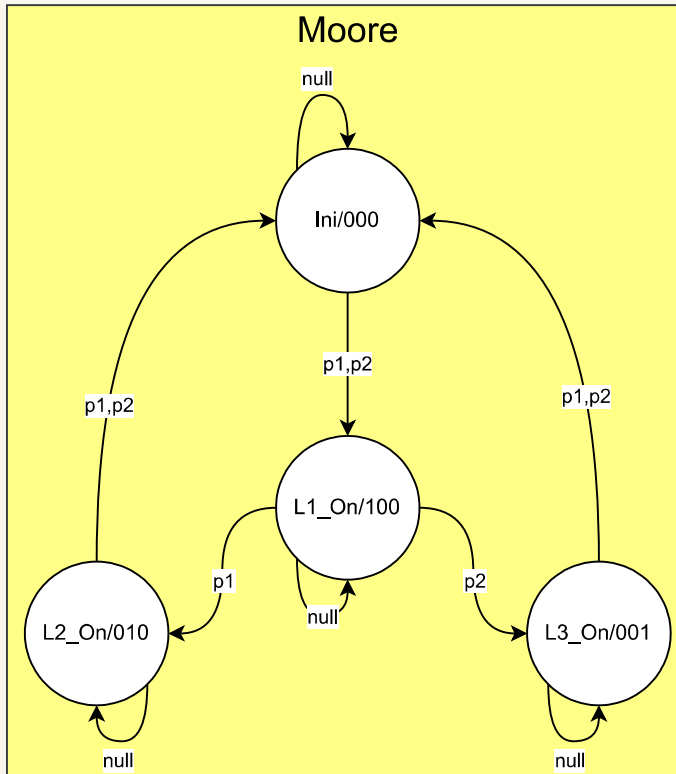 Moore
null
Ini/000
p1,p2
p1,p2
p1,p2
L1_On/100
p1
p2
null
L2_On/010
L3_On/001
null
null